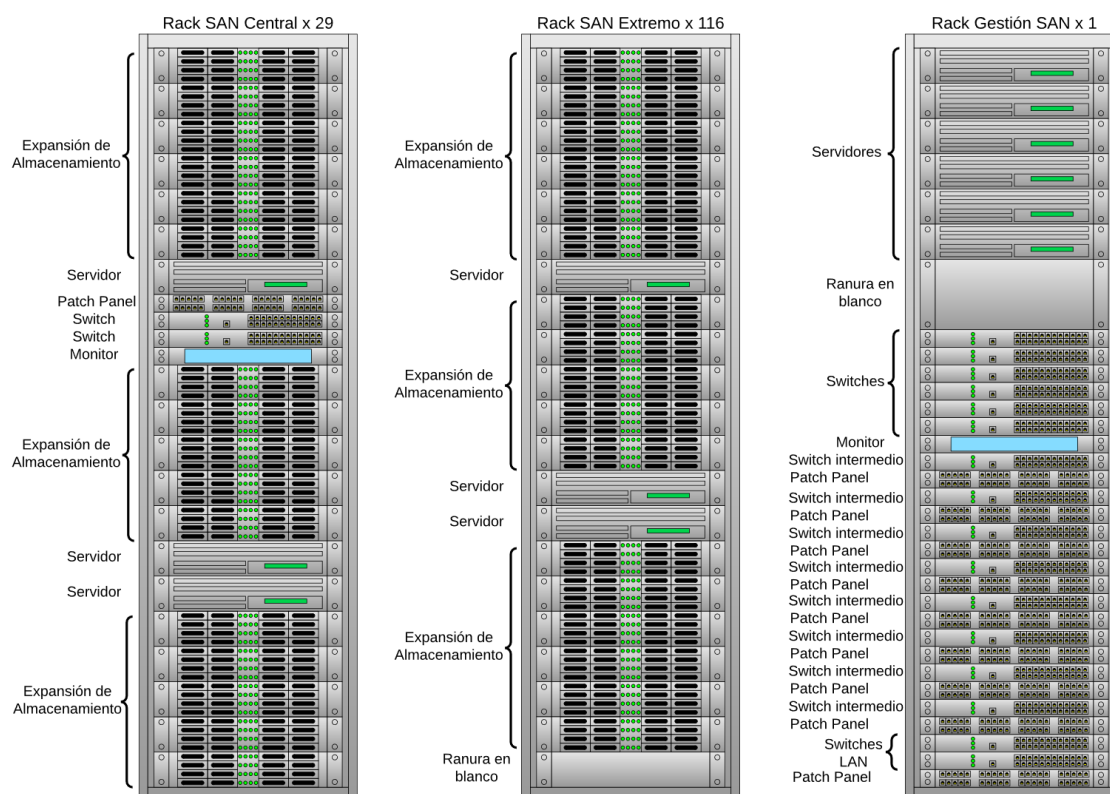 Rack SAN Central x 29
Expansión de
Almacenamiento
Servidor
Patch Panel
Switch
Switch
Monitor
Expansión de
Almacenamiento
Servidor
Servidor
Expansión de
Almacenamiento
Rack SAN Extremo x 116
Expansión de
Almacenamiento
Servidor
Expansión de
Almacenamiento
Servidor
Servidor
Expansión de
Almacenamiento
Ranura en
blanco
Rack Gestión SAN x 1
Servidores
Ranura en
blanco
Switches
Monitor
Switch intermedio
Patch Panel
Switch intermedio
Patch Panel
Switch intermedio
Patch Panel
Switch intermedio
Patch Panel
Switch intermedio
Patch Panel
Switch intermedio
Patch Panel
Switch intermedio
Patch Panel
Switch intermedio
Patch Panel
Switches
LAN
Patch Panel